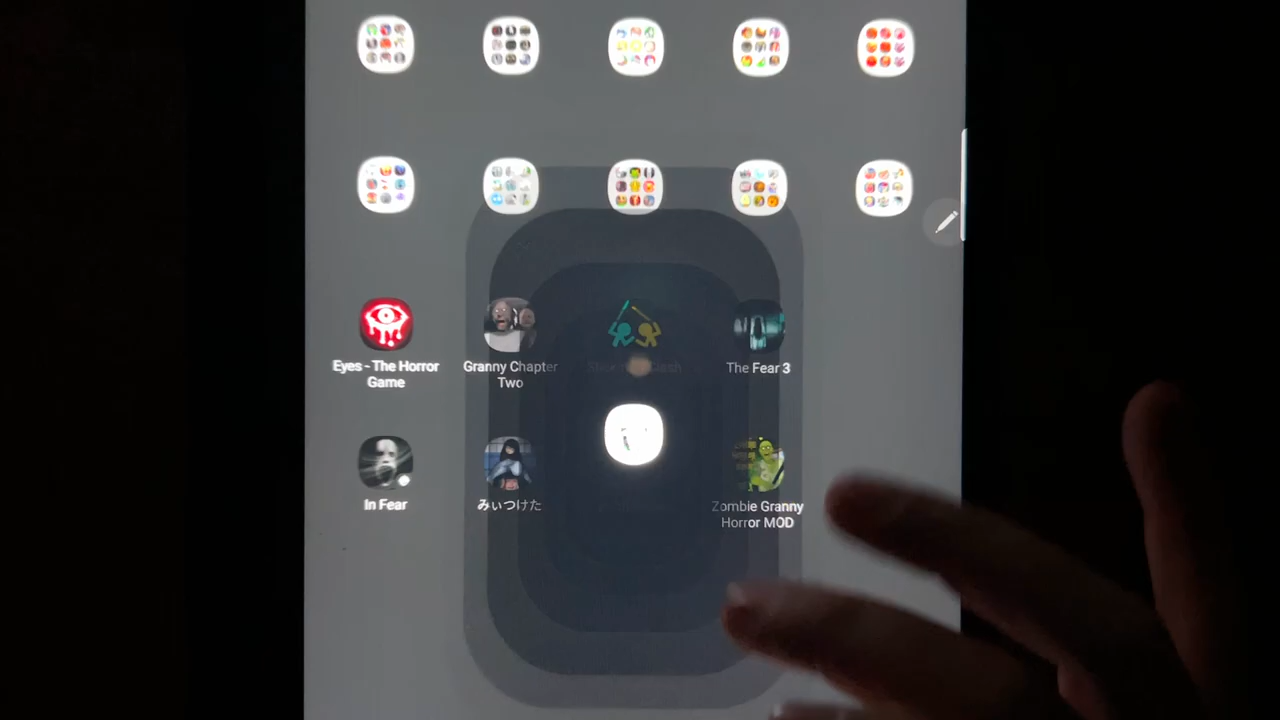 Eyes - The Horror
Game
Granny Chapter
Two
The Fear 3
In Fear
みぃつけた
Zombie Granny
Horror MOD